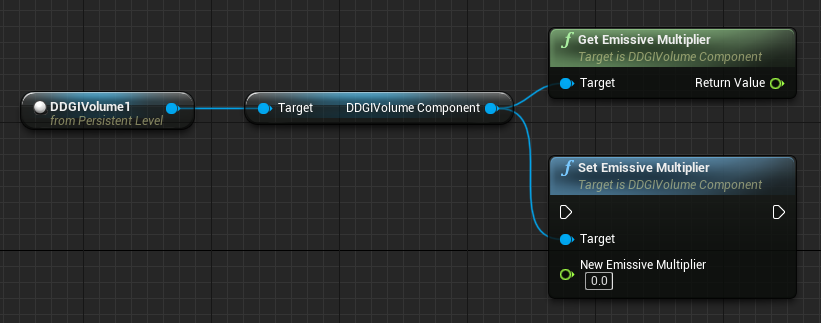 DDGIVolume1
from Persistent Level
Target DDGIVolume Component
f Get Emissive Multiplier
Target is DDGIVolume Component
Target Return Value
f Set Emissive Multiplier
Target is DDGIVolume Component
Target
New Emissive Multiplier
0.0